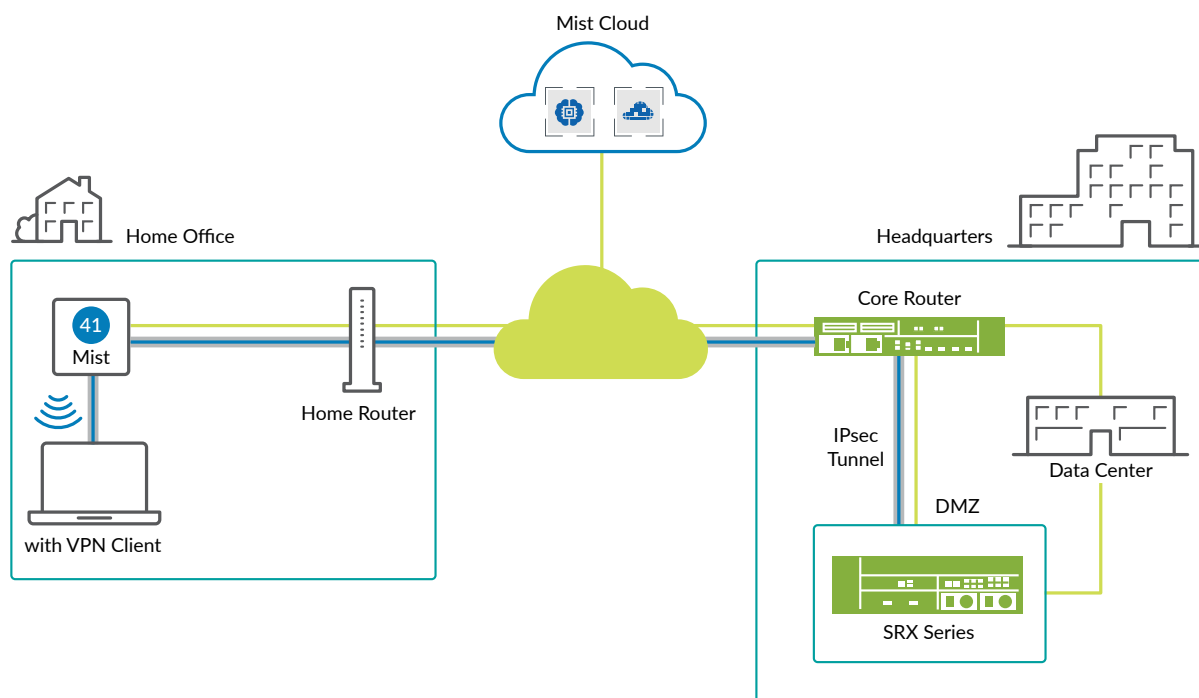 Mist Cloud
Home Office
Headquarters
41
Mist
Core Router
Home Router
IPsec
Tunnel
Data Center
DMZ
with VPN Client
SRX Series